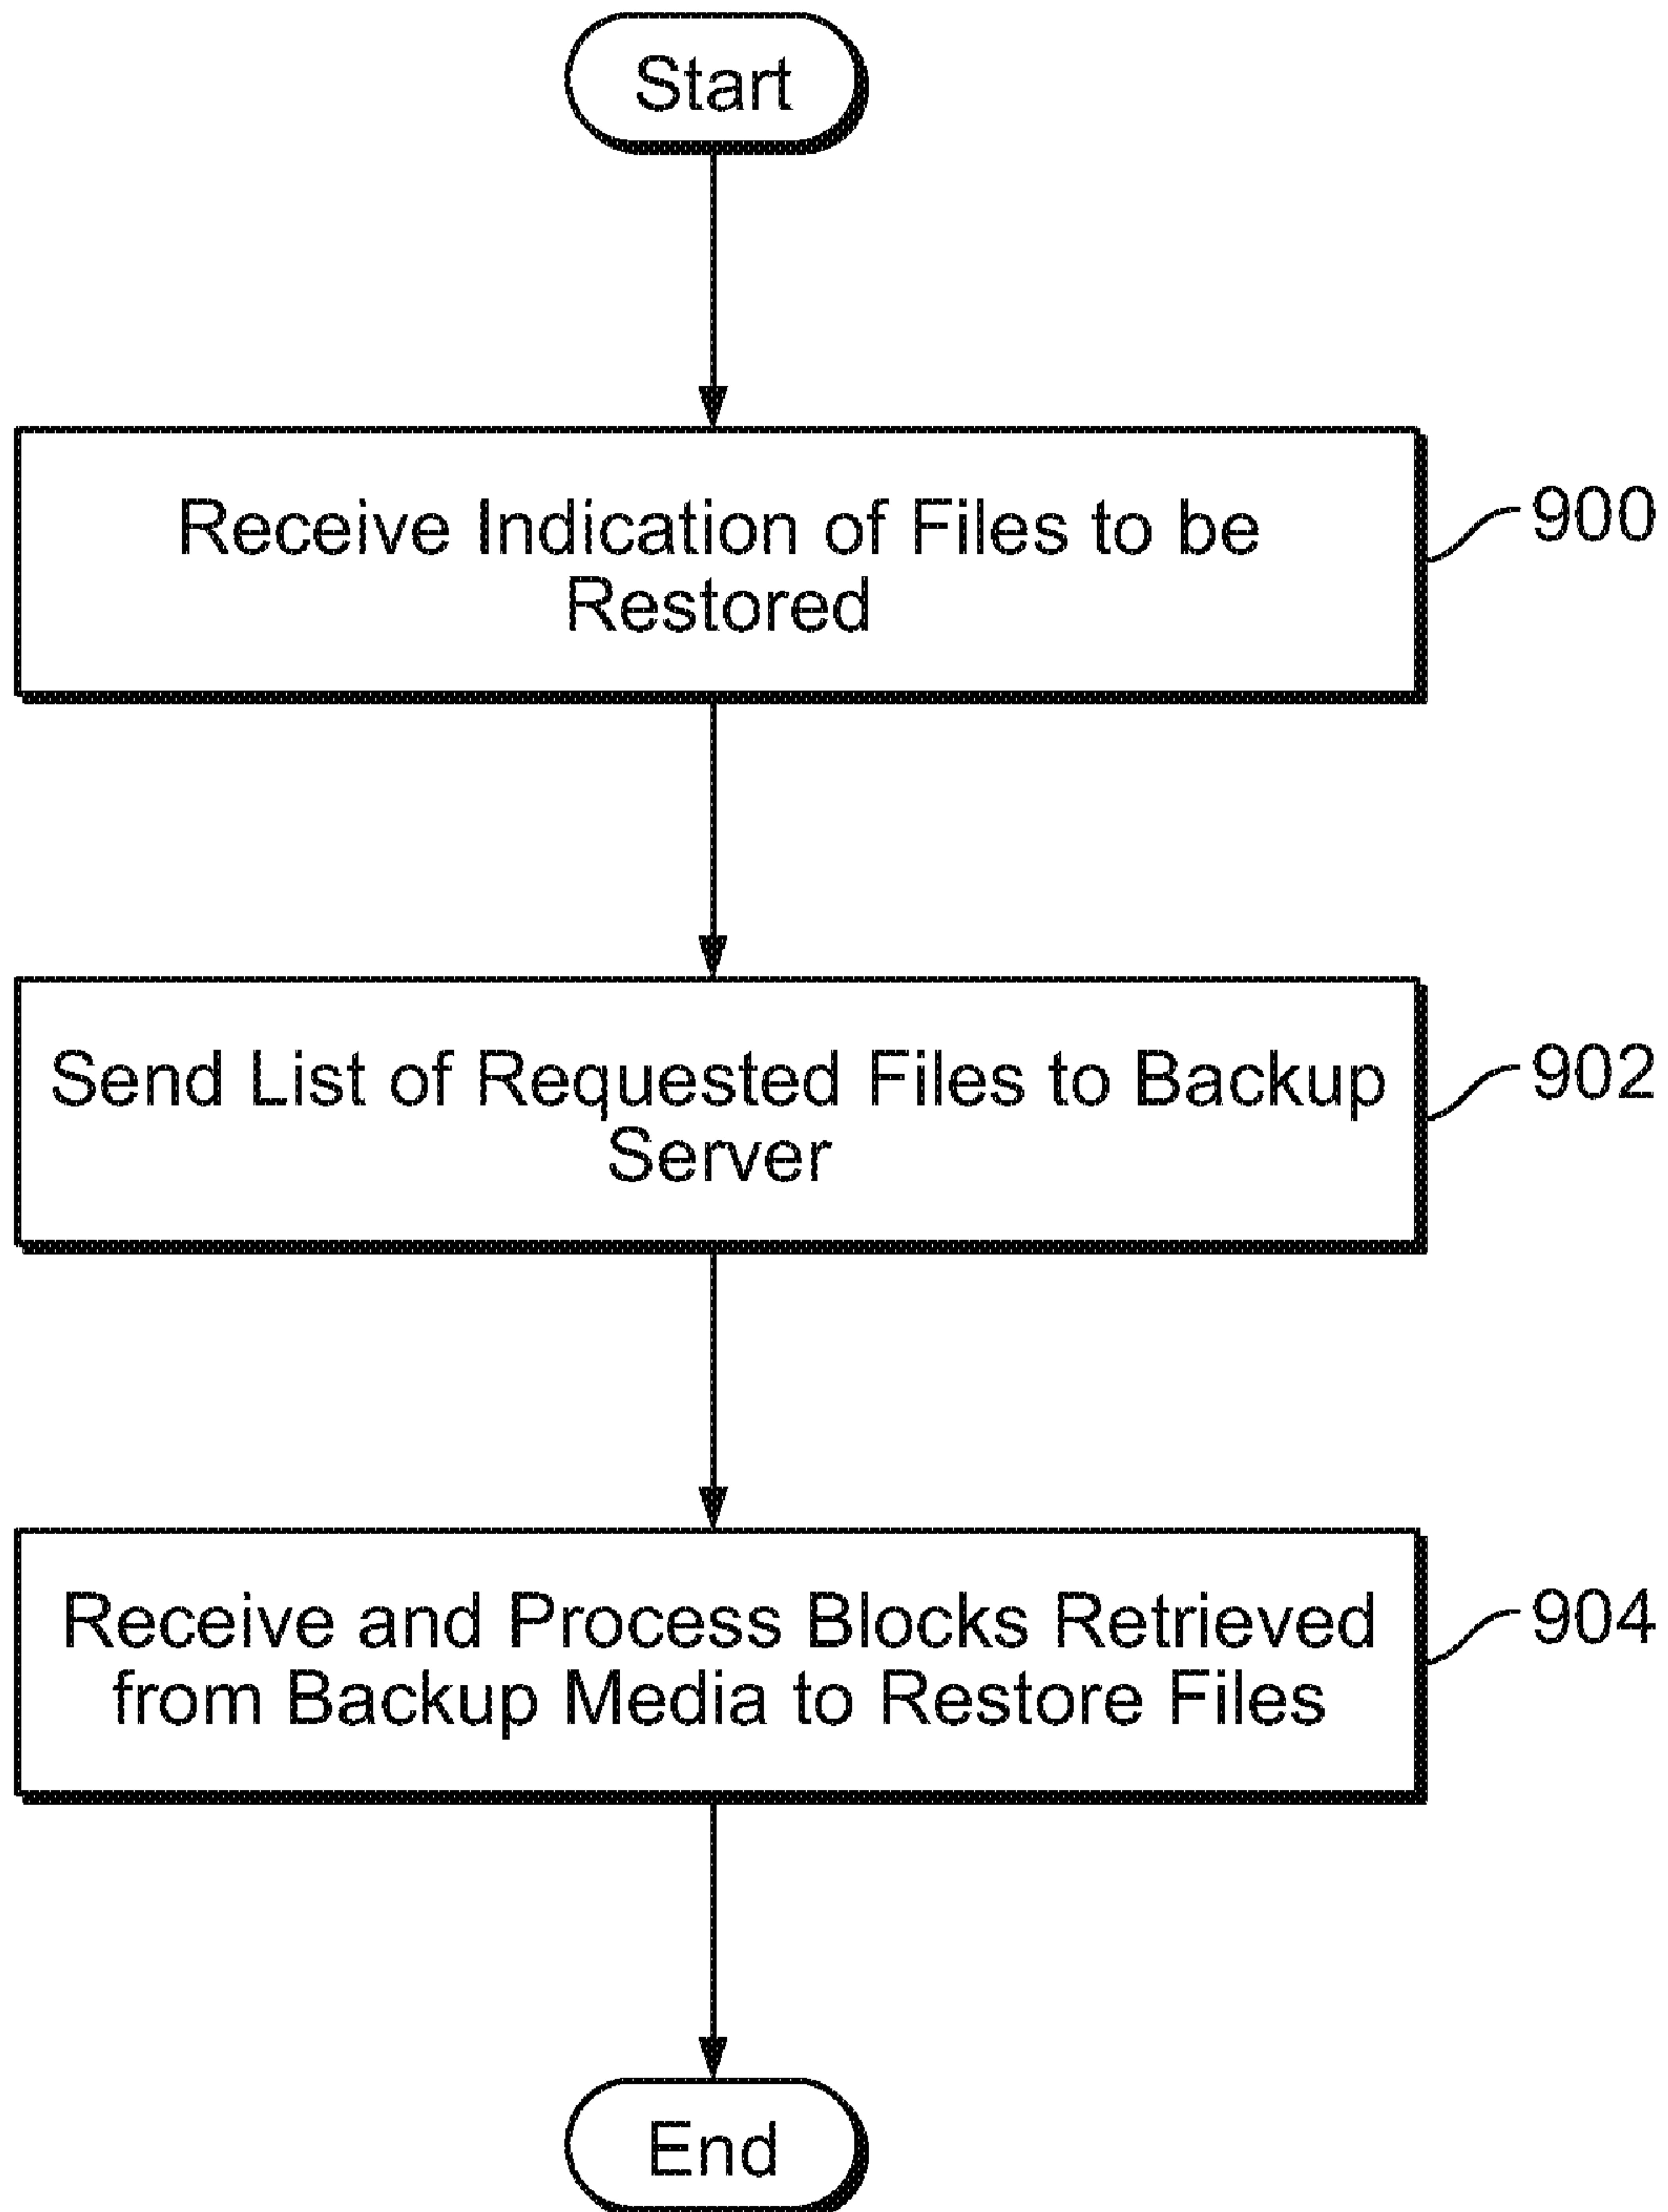 Start
Receive Indication of Files to be
Restored
900
Send List of Requested Files to Backup
Server
902
Receive and Process Blocks Retrieved
from Backup Media to Restore Files
904
End